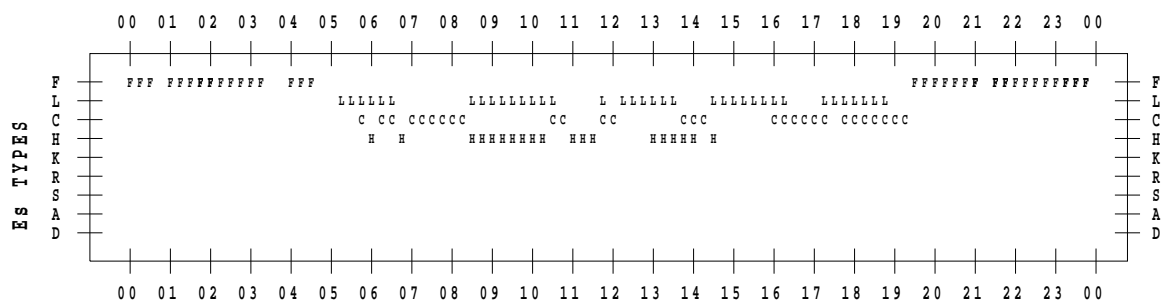 00 01 02 03 04 05 06 07 08 09 10 11 12 13 14 15 16 17 18 19 20 21 22 23 00
F FFF FFFFFFFFFF FFF FFFFFFF FFFFFFFFFF F
L LLLLLL LLLLLLLLL L LLLLLL LLLLLLLL LLLLLLL L
C C CC CCCCCC CC CC CCC CCCCCC CCCCCCC C
H H H HHHHHHHH HHH HHHHH H H
K K
R R
S S
A A
D D
Es TYPES
00 01 02 03 04 05 06 07 08 09 10 11 12 13 14 15 16 17 18 19 20 21 22 23 00